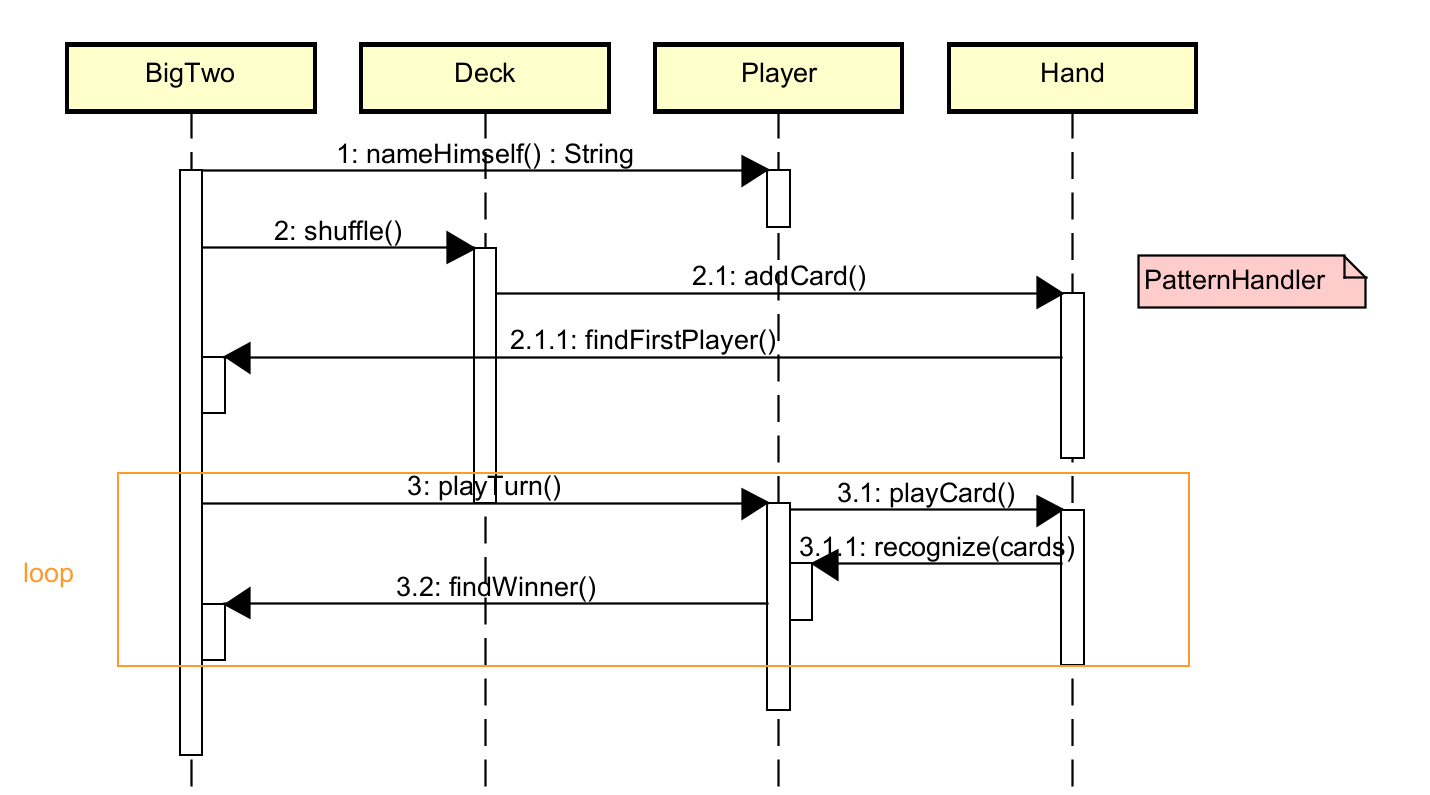 BigTwo
Deck
Player
Hand
1: nameHimself() : String
2: shuffle()
2.1: addCard()
PatternHandler
2.1.1: findFirstPlayer()
3: playTurn()
3.1: playCard()
3.1.1: recognize(cards)
loop
3.2: findWinner()